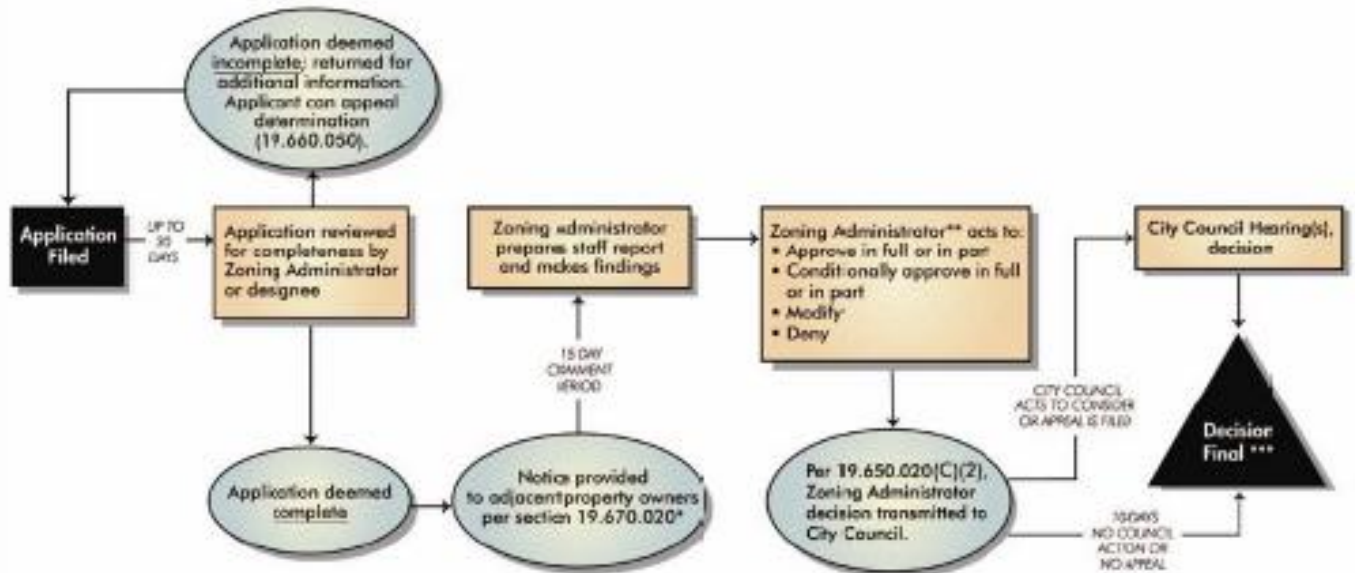 Application deemed
incomplete; returned for
additional information.
Applicant can appeal
determination
(19.660.050).
Application
Filed
UP TO
30
DAYS
Application reviewed
for completeness by
Zoning Administrator
or designee
Application deemed
complete
Notice provided
to adjacent property owners
per section 19.670.020*
15 DAY
COMMENT
PERIOD
Zoning Administrator
prepares staff report
and makes findings
Zoning Administrator** acts to:
• Approve in full or in part
• Conditionally approve in full
or in part
• Modify
• Deny
Per 19.650.020(C)(2),
Zoning Administrator
decision transmitted to
City Council.
CITY COUNCIL
ACTS TO CONSIDER
OR APPEAL IS FILED
City Council Hearing(s),
decision
10 DAYS
NO COUNCIL
ACTION OR
NO APPEAL
Decision
Final ***